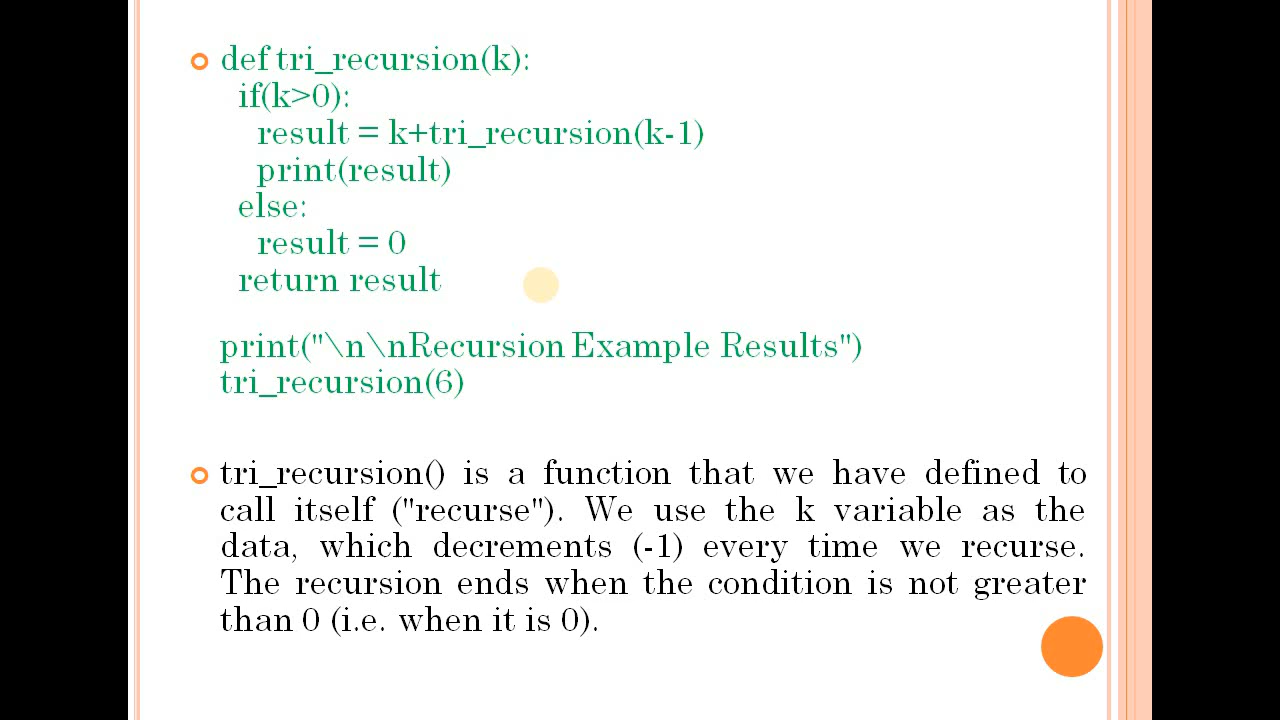 def tri_recursion(k):
if(k>0):
result = k+tri_recursion(k-1)
print(result)
else:
result = 0
return result
print("\n\nRecursion Example Results")
tri_recursion(6)
tri_recursion() is a function that we have defined to
call itself ("recurse"). We use the k variable as the
data, which decrements (-1) every time we recurse.
The recursion ends when the condition is not greater
than 0 (i.e. when it is 0).